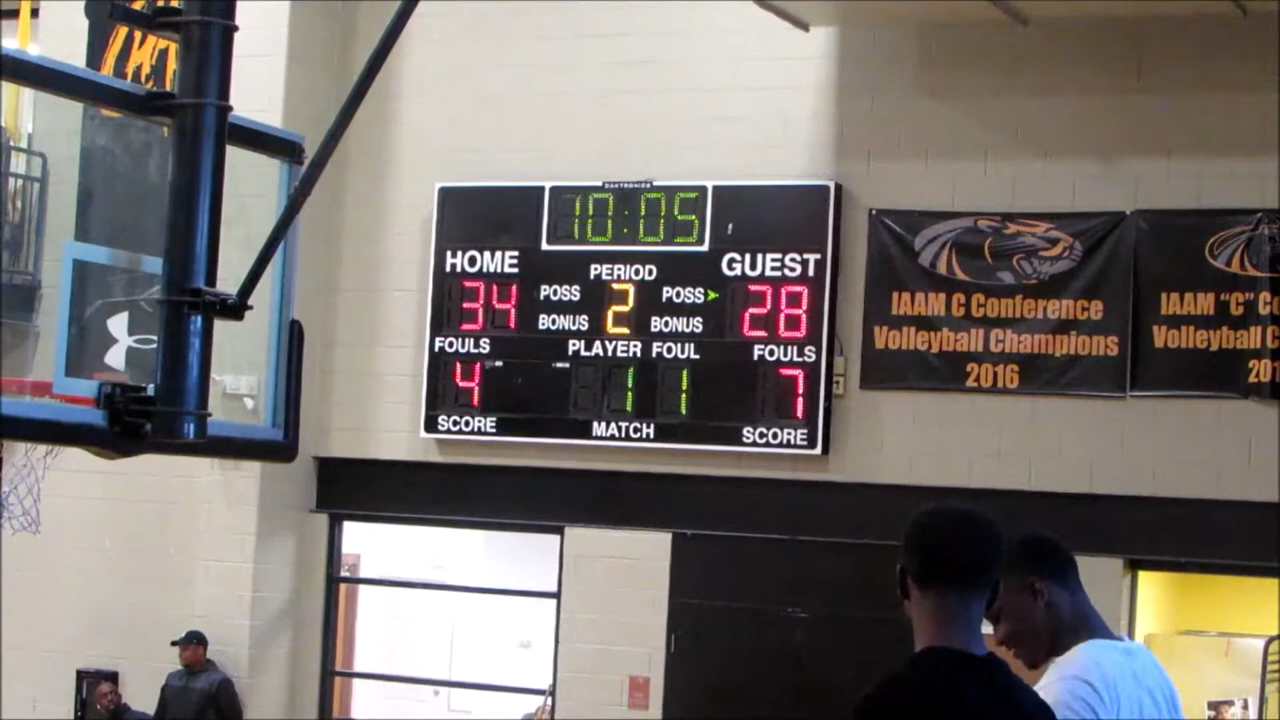 DAKTRONICS
10:05
HOME
PERIOD
GUEST
34
POSS
2
POSS
28
BONUS
BONUS
FOULS
PLAYER FOUL
FOULS
4
1
1
7
SCORE
MATCH
SCORE
IAAM C Conference
Volleyball Champions
2016
IAAM "C" C
Volleyball C
201